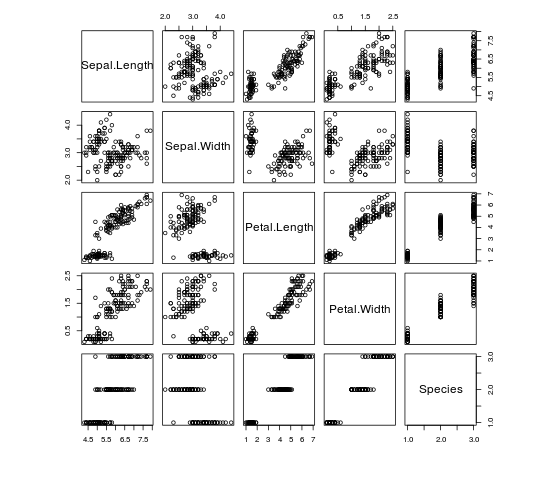 2.0 3.0 4.0 0.5 1.5 2.5
Sepal.Length
4.5 5.5 6.5 7.5
2.0 3.0 4.0
Sepal.Width
Petal.Length
1 2 3 4 5 6 7
0.5 1.5 2.5
Petal.Width
Species
1.0 2.0 3.0
4.5 5.5 6.5 7.5 1 2 3 4 5 6 7 1.0 2.0 3.0